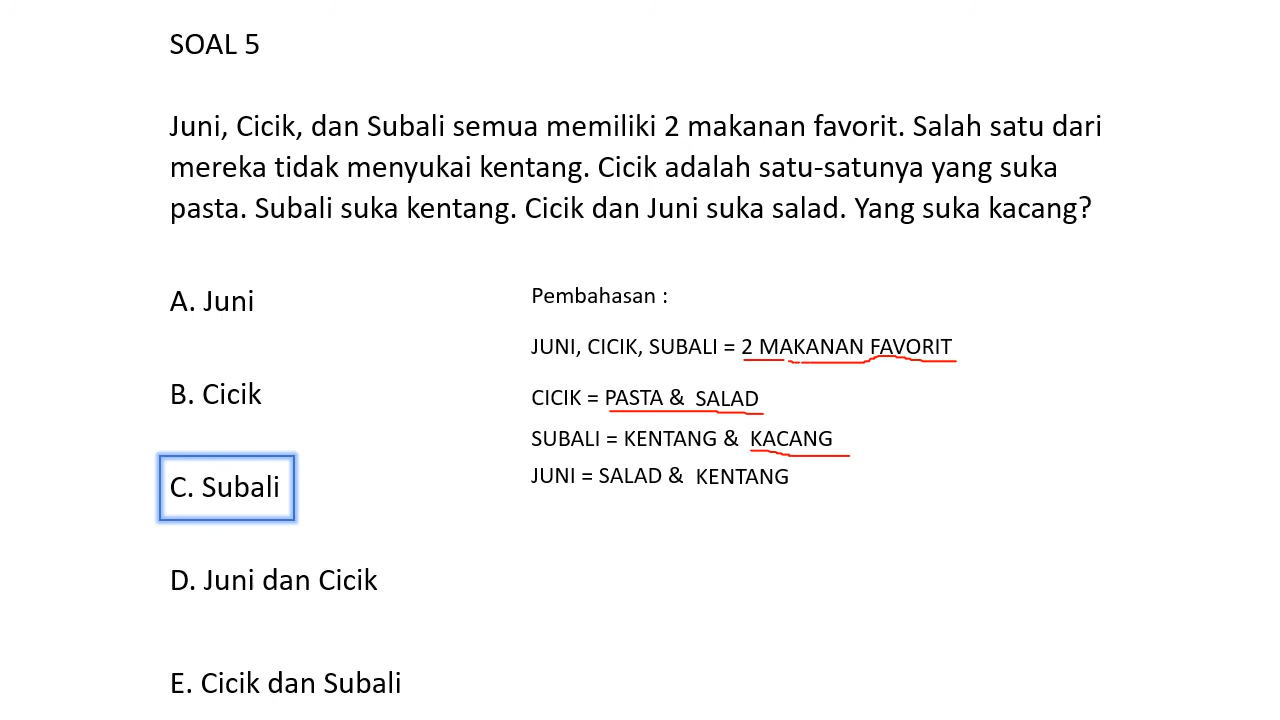 SOAL 5
Juni, Cicik, dan Subali semua memiliki 2 makanan favorit. Salah satu dari
mereka tidak menyukai kentang. Cicik adalah satu-satunya yang suka
pasta. Subali suka kentang. Cicik dan Juni suka salad. Yang suka kacang?
A. Juni
B. Cicik
C. Subali
D. Juni dan Cicik
E. Cicik dan Subali
Pembahasan :
JUNI, CICIK, SUBALI = 2 MAKANAN FAVORIT
CICIK = PASTA & SALAD
SUBALI = KENTANG & KACANG
JUNI = SALAD & KENTANG